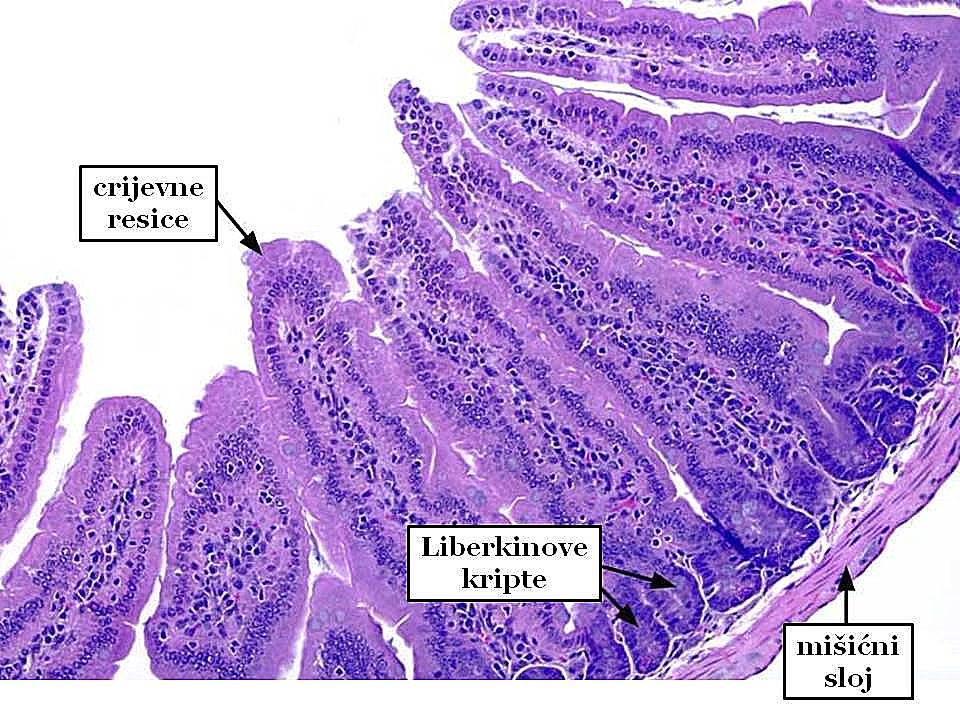 crijevne
resice
Liberkinove
kripte
mišićni
sloj